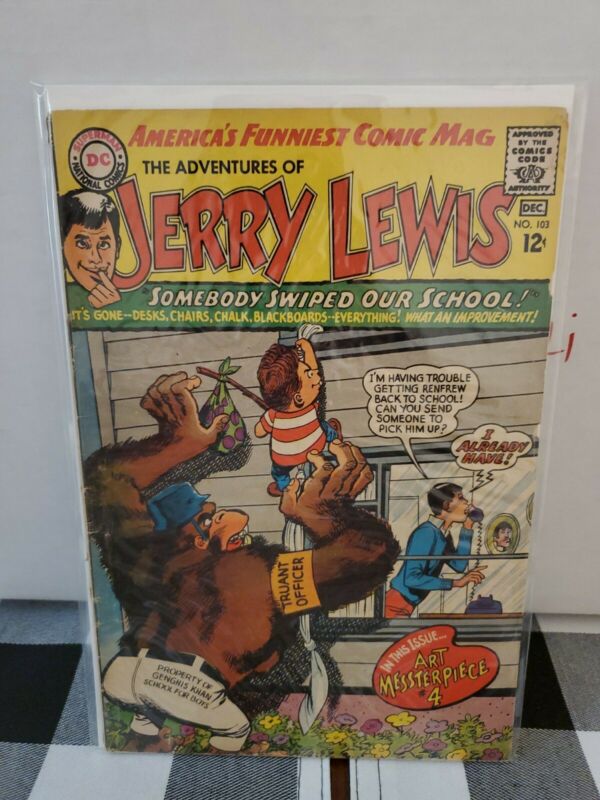 SUPERMAN
DC
NATIONAL COMICS
AMERICA'S FUNNIEST COMIC MAG
APPROVED
BY THE
COMICS
CODE
AUTHORITY
THE ADVENTURES OF
JERRY LEWIS
DEC.
NO. 103
12¢
"SOMEBODY SWIPED OUR SCHOOL!"
IT'S GONE--DESKS, CHAIRS, CHALK, BLACKBOARDS--EVERYTHING! WHAT AN IMPROVEMENT!
I'M HAVING TROUBLE
GETTING RENFREW
BACK TO SCHOOL!
CAN YOU SEND
SOMEONE TO
PICK HIM UP?
I
ALREADY
HAVE!
TRUANT
OFFICER
PROPERTY OF
GENGHIS KHAN
SCHOOL FOR BOYS
IN THIS ISSUE...
ART
MESSTERPIECE
#4